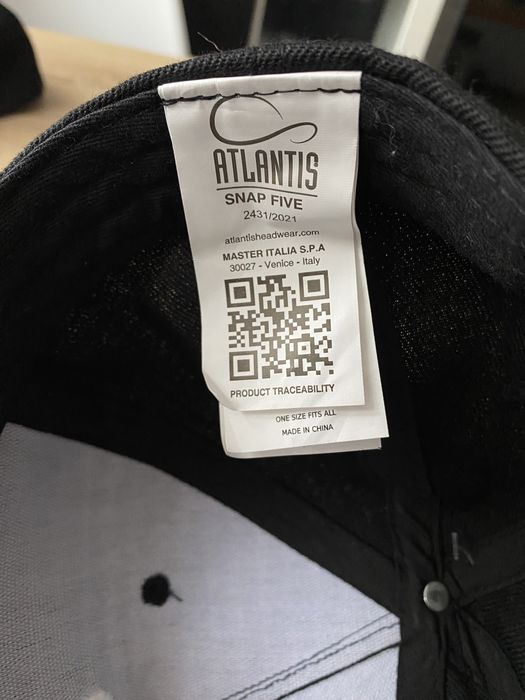 ATLANTIS
SNAP FIVE
2431/2021
atlantisheadwear.com
MASTER ITALIA S.P.A
30027 - Venice - Italy
PRODUCT TRACEABILITY
ONE SIZE FITS ALL
MADE IN CHINA